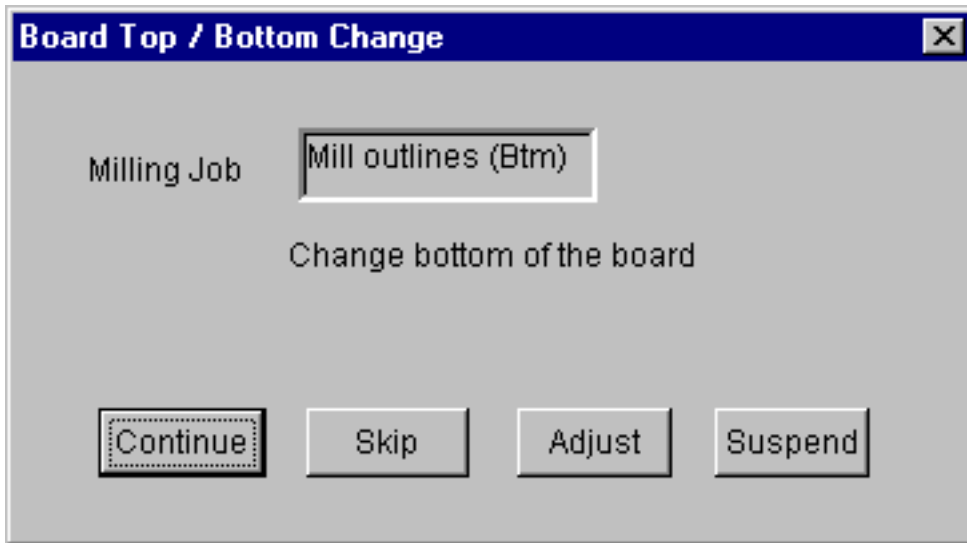 Board Top / Bottom Change
Milling Job
Mill outlines (Btm)
Change bottom of the board
Continue
Skip
Adjust
Suspend